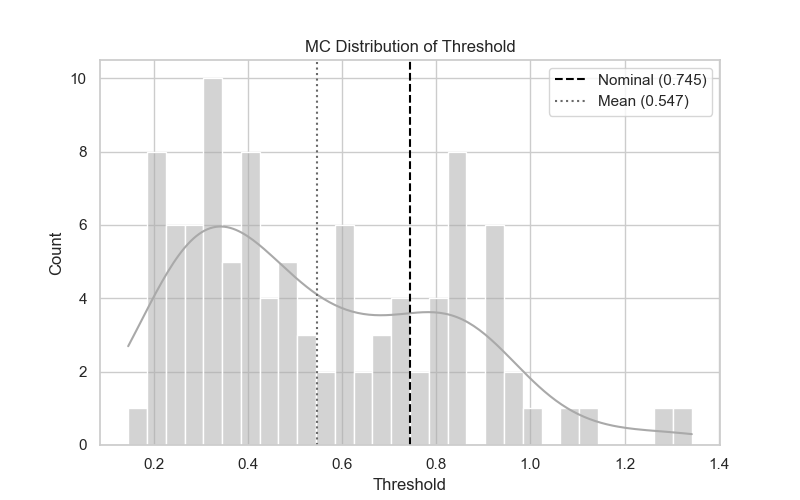 MC Distribution of Threshold
Nominal (0.745)
Mean (0.547)
Count
10
8
6
4
2
0
0.2 0.4 0.6 0.8 1.0 1.2 1.4
Threshold